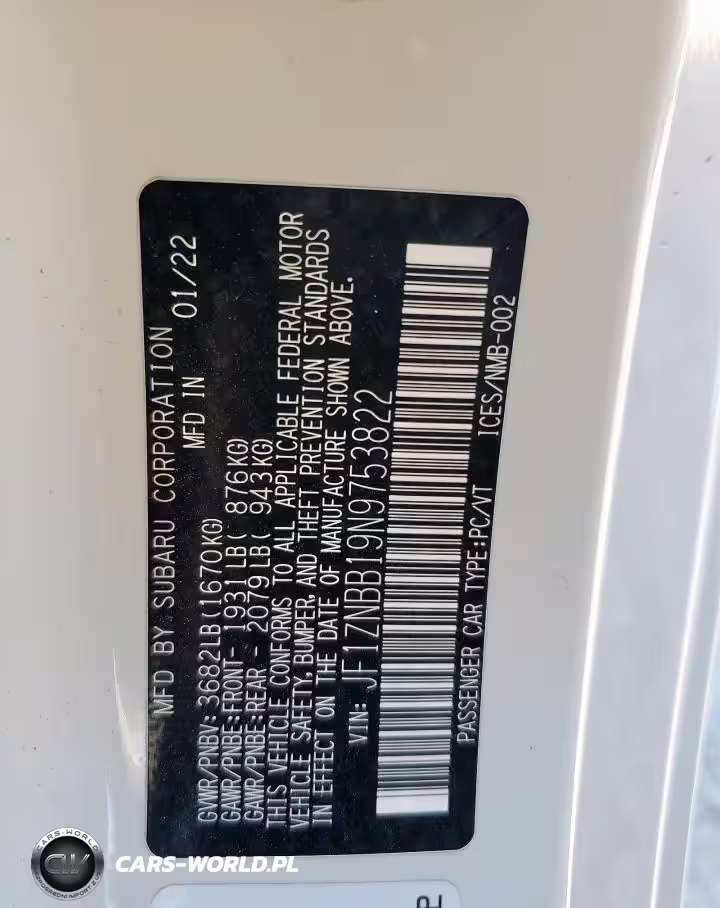 MFD BY SUBARU CORPORATION
MFD IN 01/22
GVWR/PNBV: 3682LB(1670KG)
GAWR/PNBE:FRONT- 1931LB( 876KG)
GAWR/PNBE:REAR - 2079LB( 943KG)
THIS VEHICLE CONFORMS TO ALL APPLICABLE FEDERAL MOTOR
VEHICLE SAFETY, BUMPER, AND THEFT PREVENTION STANDARDS
IN EFFECT ON THE DATE OF MANUFACTURE SHOWN ABOVE.
VIN: JF1ZNBB19N9753822
PASSENGER CAR TYPE:PC/VT ICES/NMB-002
CARS-WORLD
CW
CARS-WORLD.PL